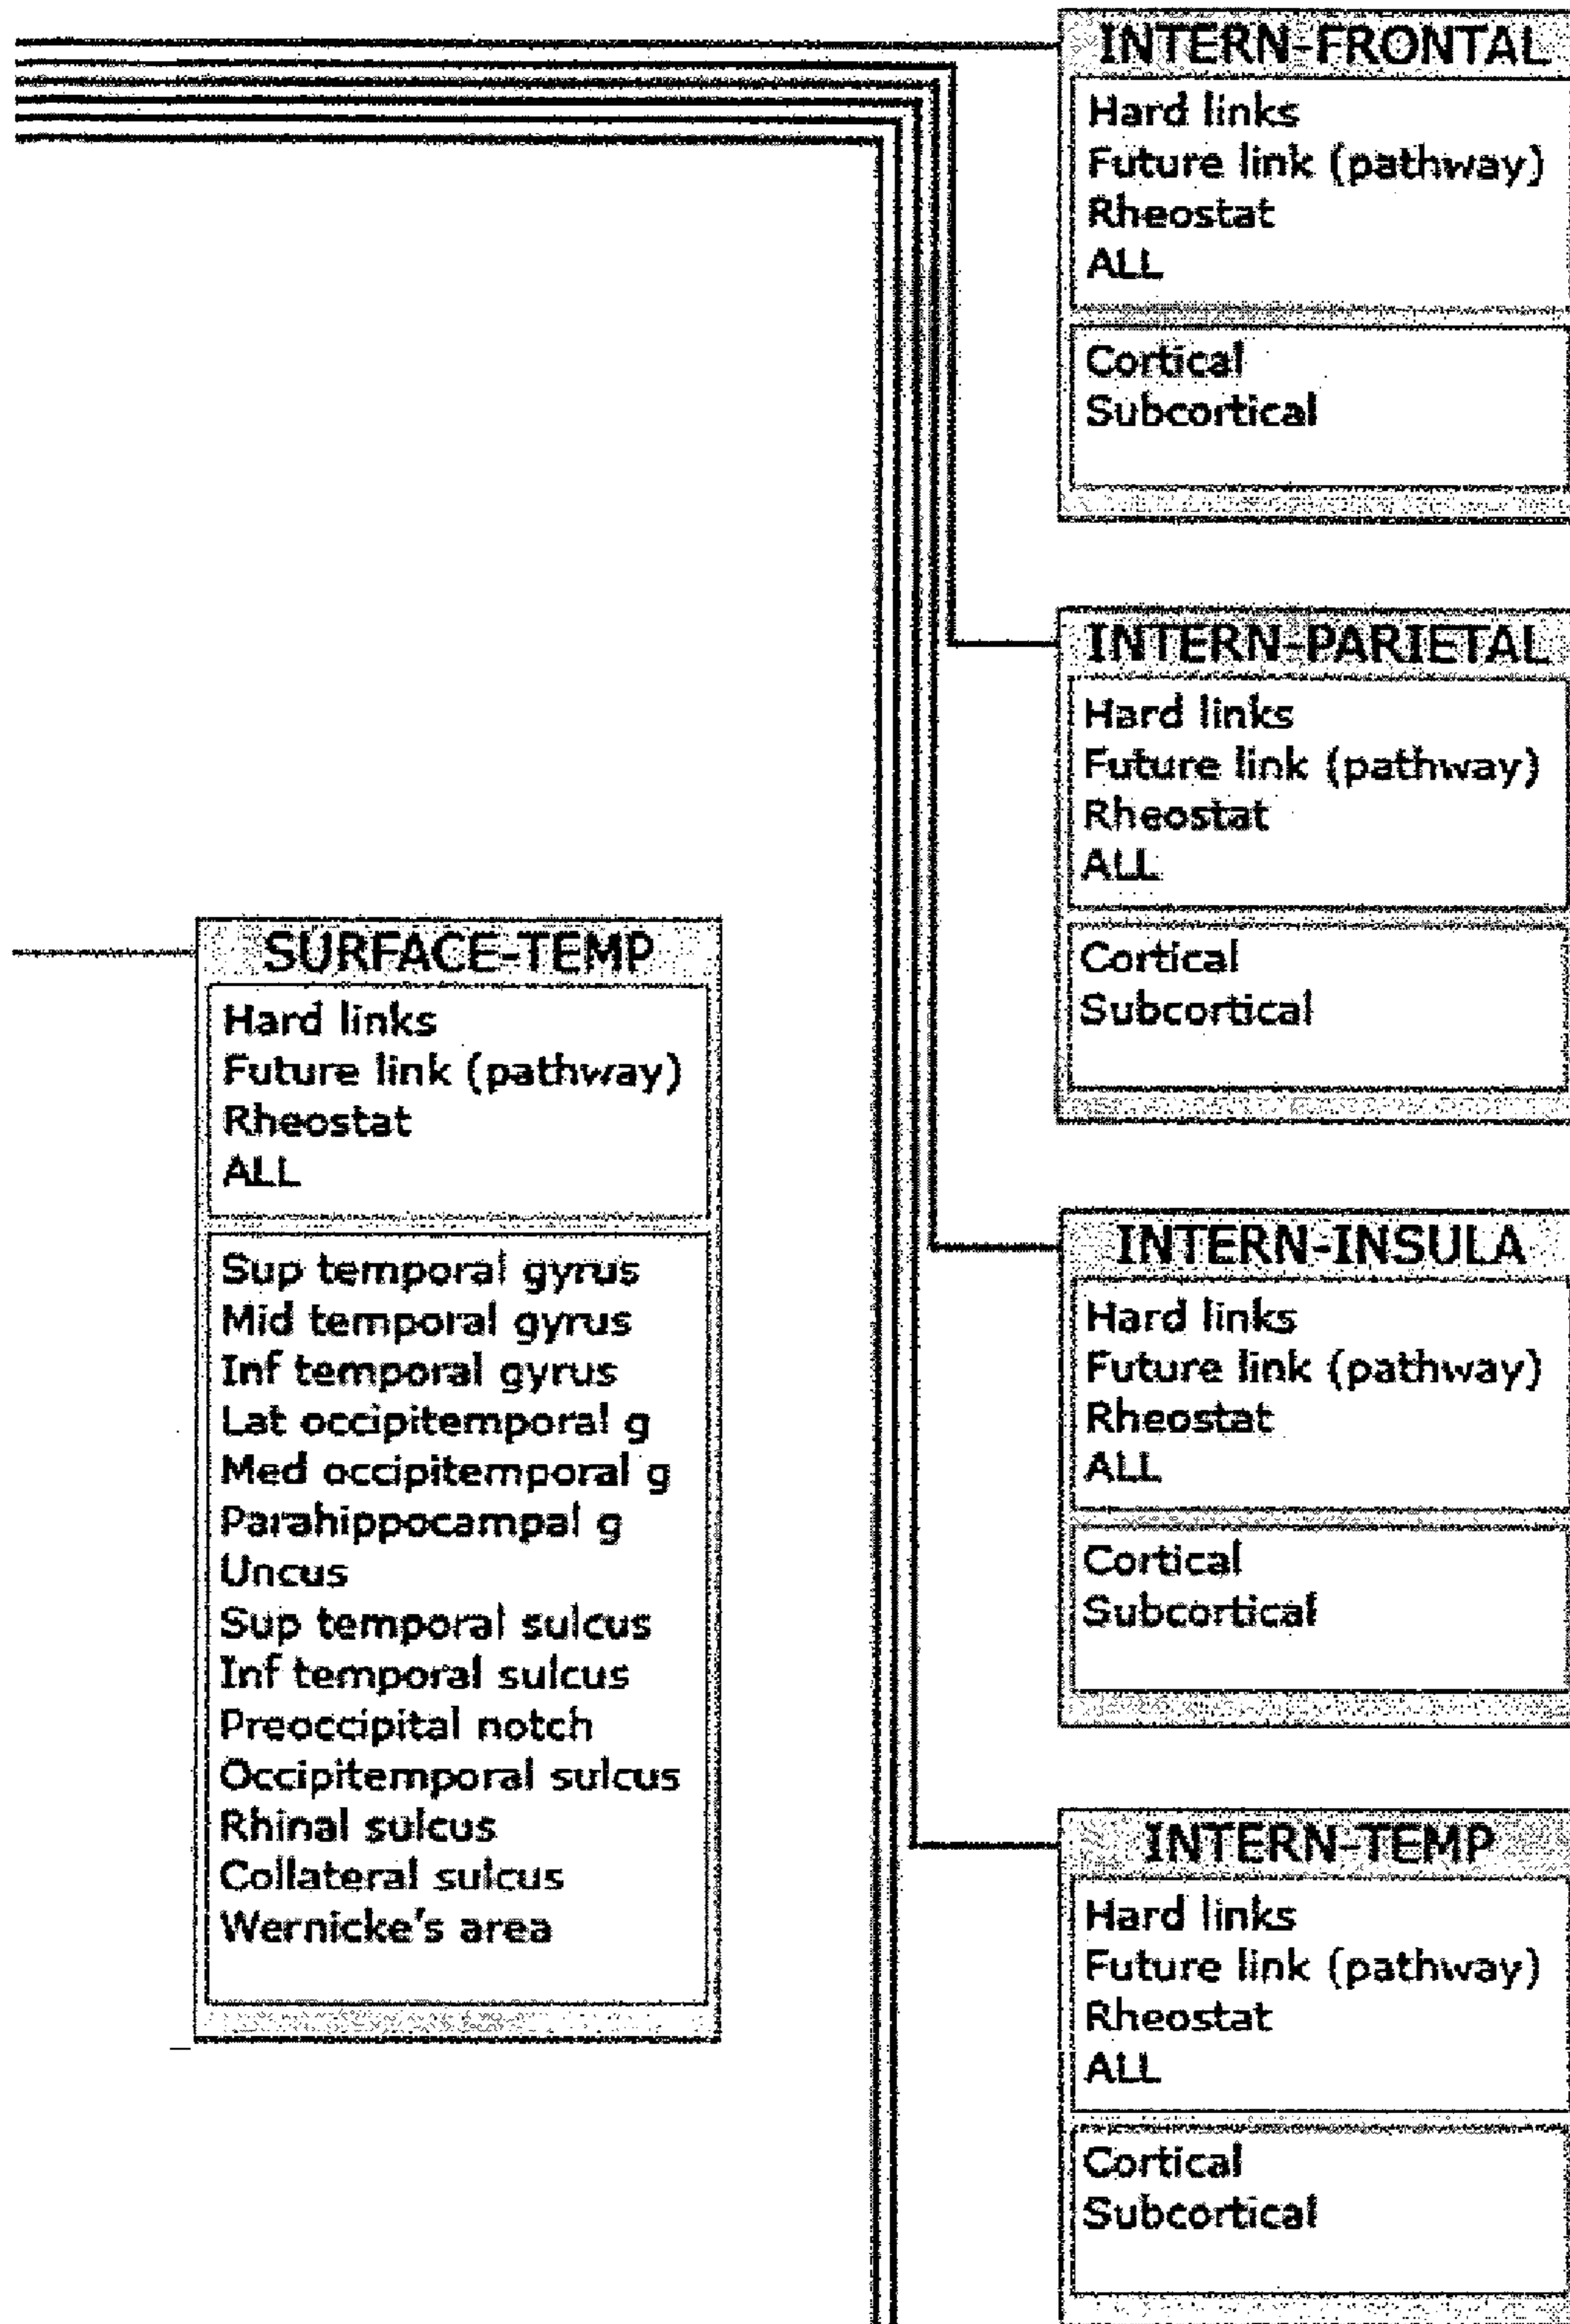 INTERN-FRONTAL
Hard links
Future link (pathway)
Rheostat
ALL
Cortical
Subcortical
INTERN-PARIETAL
Hard links
Future link (pathway)
Rheostat
ALL
Cortical
Subcortical
SURFACE-TEMP
Hard links
Future link (pathway)
Rheostat
ALL
Sup temporal gyrus
Mid temporal gyrus
Inf temporal gyrus
Lat occipitemporal g
Med occipitemporal g
Parahippocampal g
Uncus
Sup temporal sulcus
Inf temporal sulcus
Preoccipital notch
Occipitemporal sulcus
Rhinal sulcus
Collateral sulcus
Wernicke's area
INTERN-INSULA
Hard links
Future link (pathway)
Rheostat
ALL
Cortical
Subcortical
INTERN-TEMP
Hard links
Future link (pathway)
Rheostat
ALL
Cortical
Subcortical